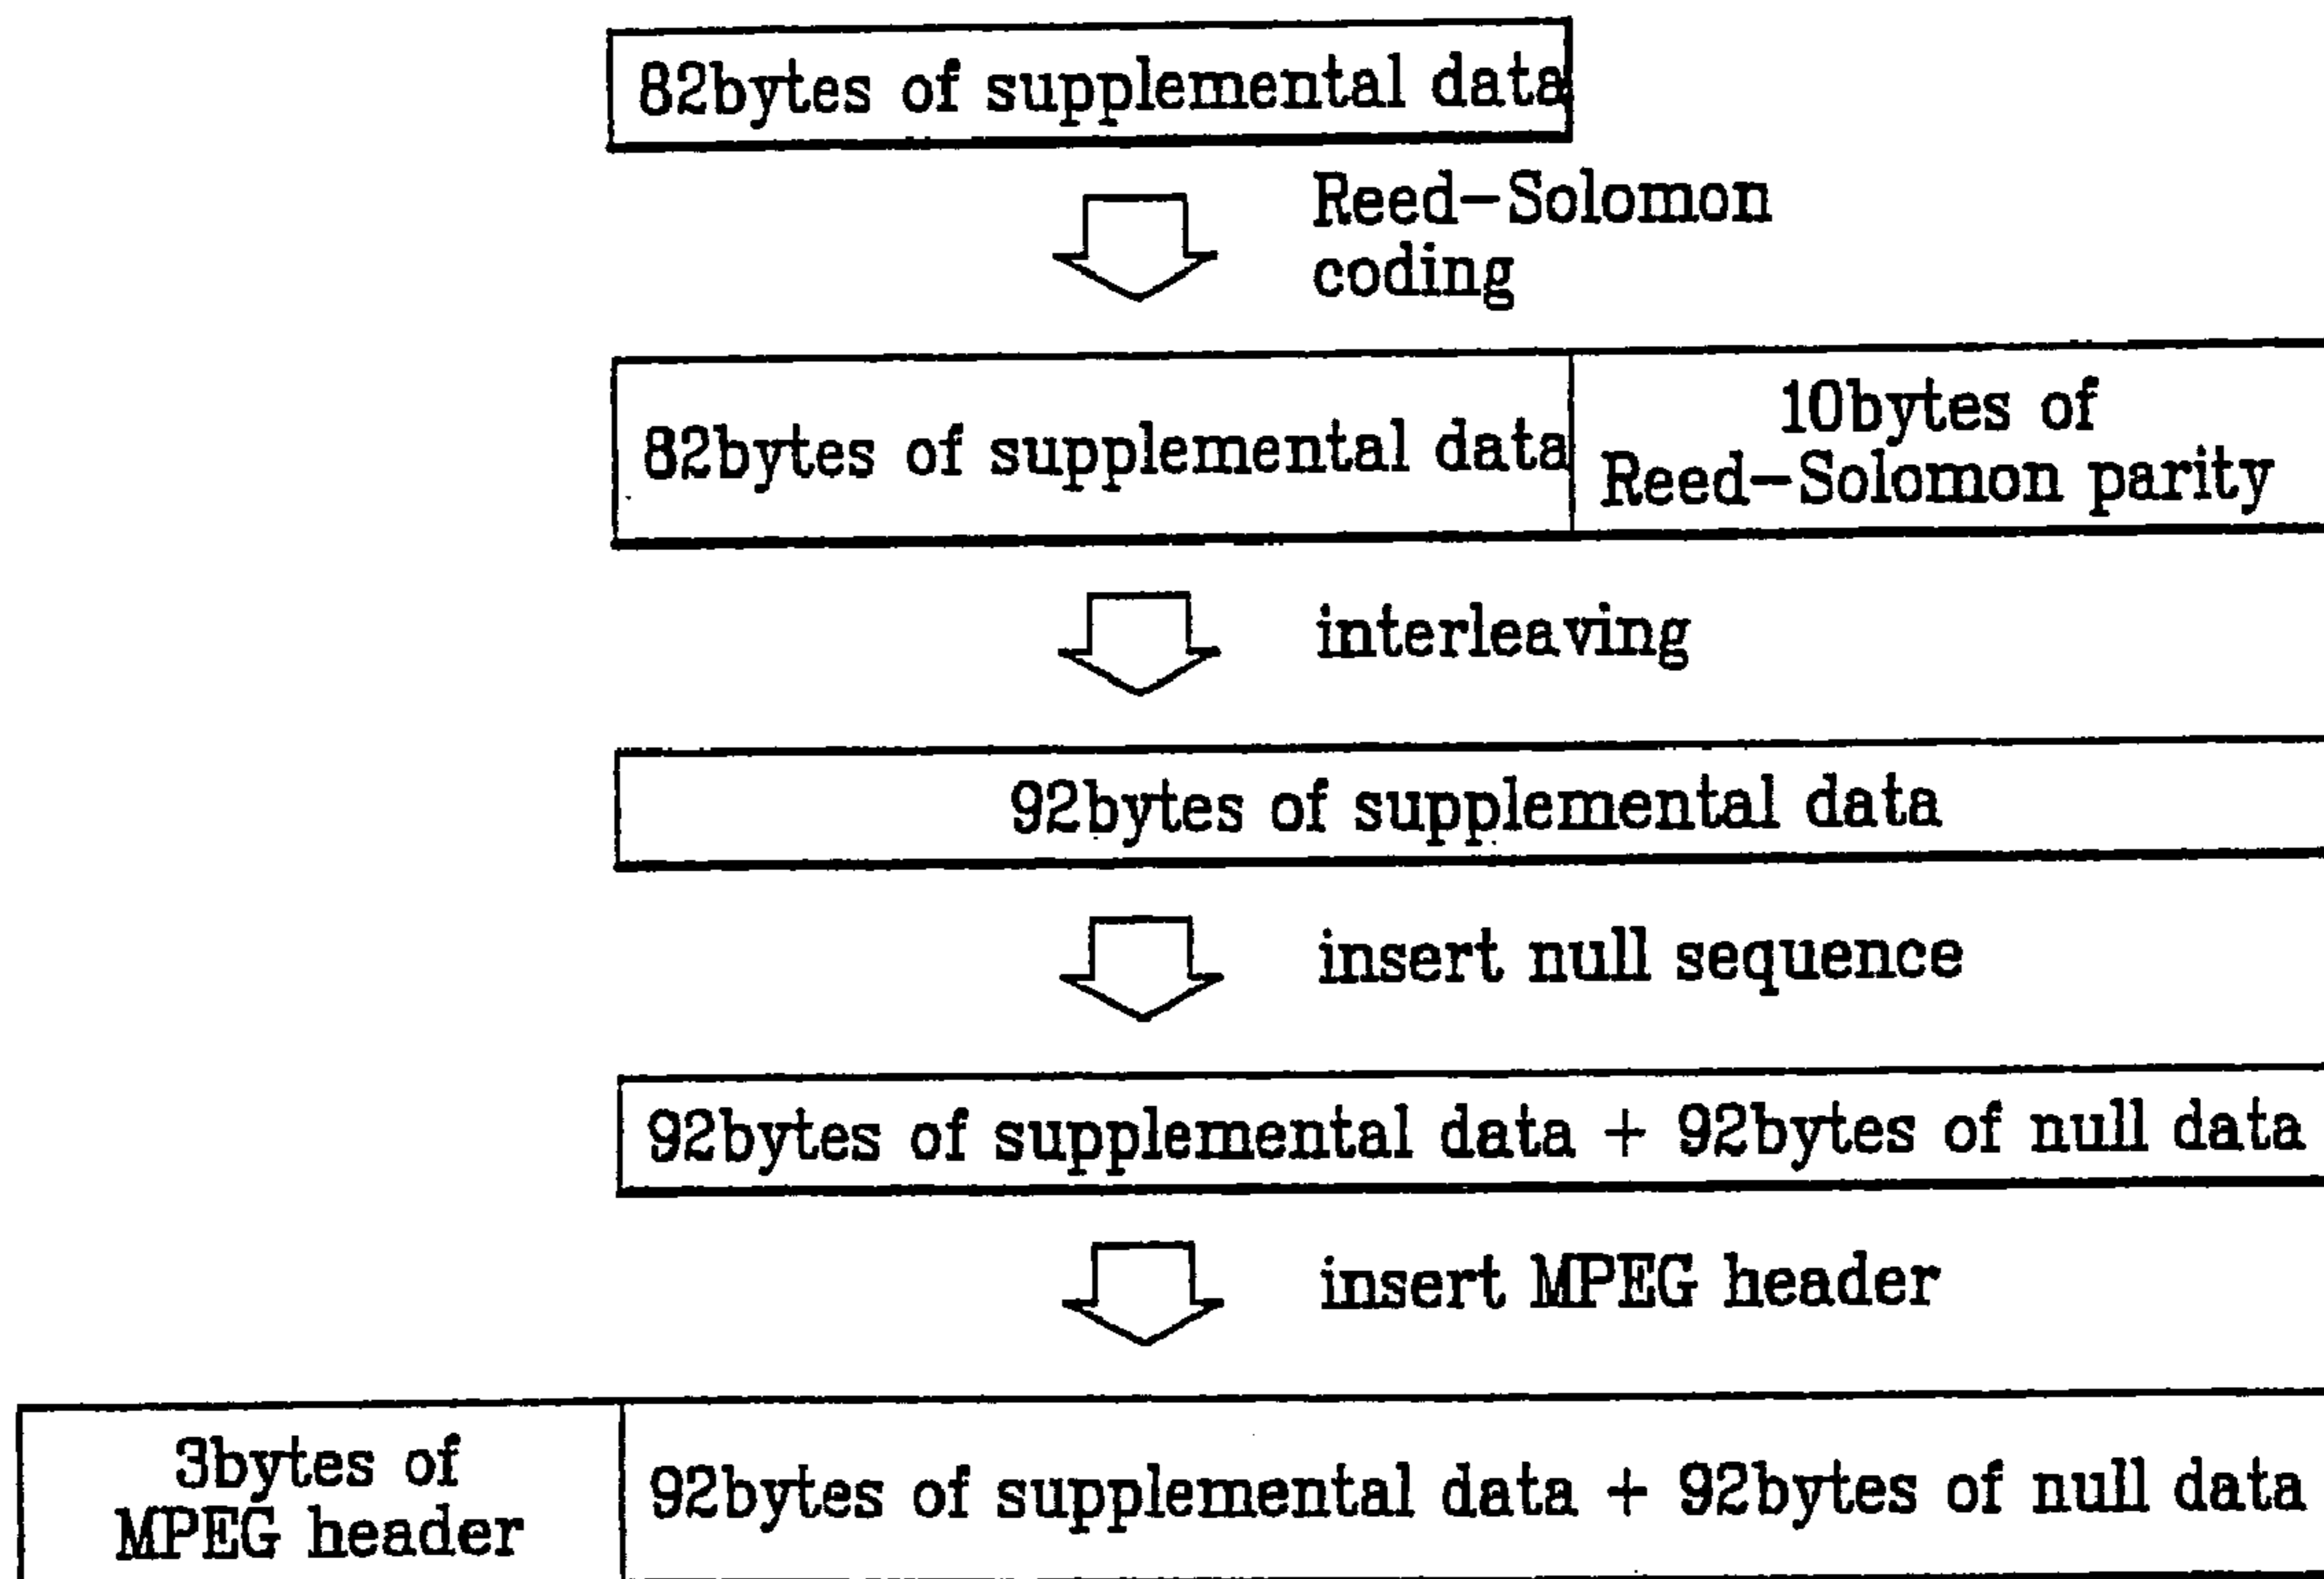 82bytes of supplemental data
Reed-Solomon
coding
82bytes of supplemental data
10bytes of
Reed-Solomon parity
interleaving
92bytes of supplemental data
insert null sequence
92bytes of supplemental data + 92bytes of null data
insert MPEG header
3bytes of
MPEG header
92bytes of supplemental data + 92bytes of null data